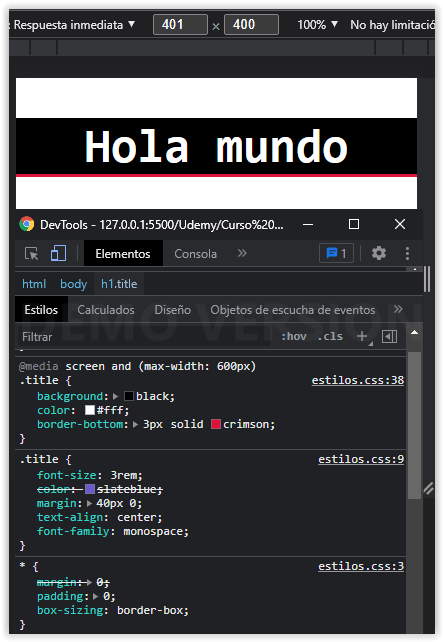 : Respuesta inmediata ▼ 401 × 400 100% ▼ No hay limitació
Hola mundo
DevTools - 127.0.0.1:5500/Udemy/Curso%20...
Elementos Consola » 1
html body h1.title
Estilos Calculados Diseño Objetos de escucha de eventos »
DEMO VERSION
Filtrar :hov .cls +
}
@media screen and (max-width: 600px)
.title { estilos.css:38
background: black;
color: #fff;
border-bottom: 3px solid crimson;
}
.title { estilos.css:9
font-size: 3rem;
color: slateblue;
margin: 40px 0;
text-align: center;
font-family: monospace;
}
* { estilos.css:3
margin: 0;
padding: 0;
box-sizing: border-box;
}